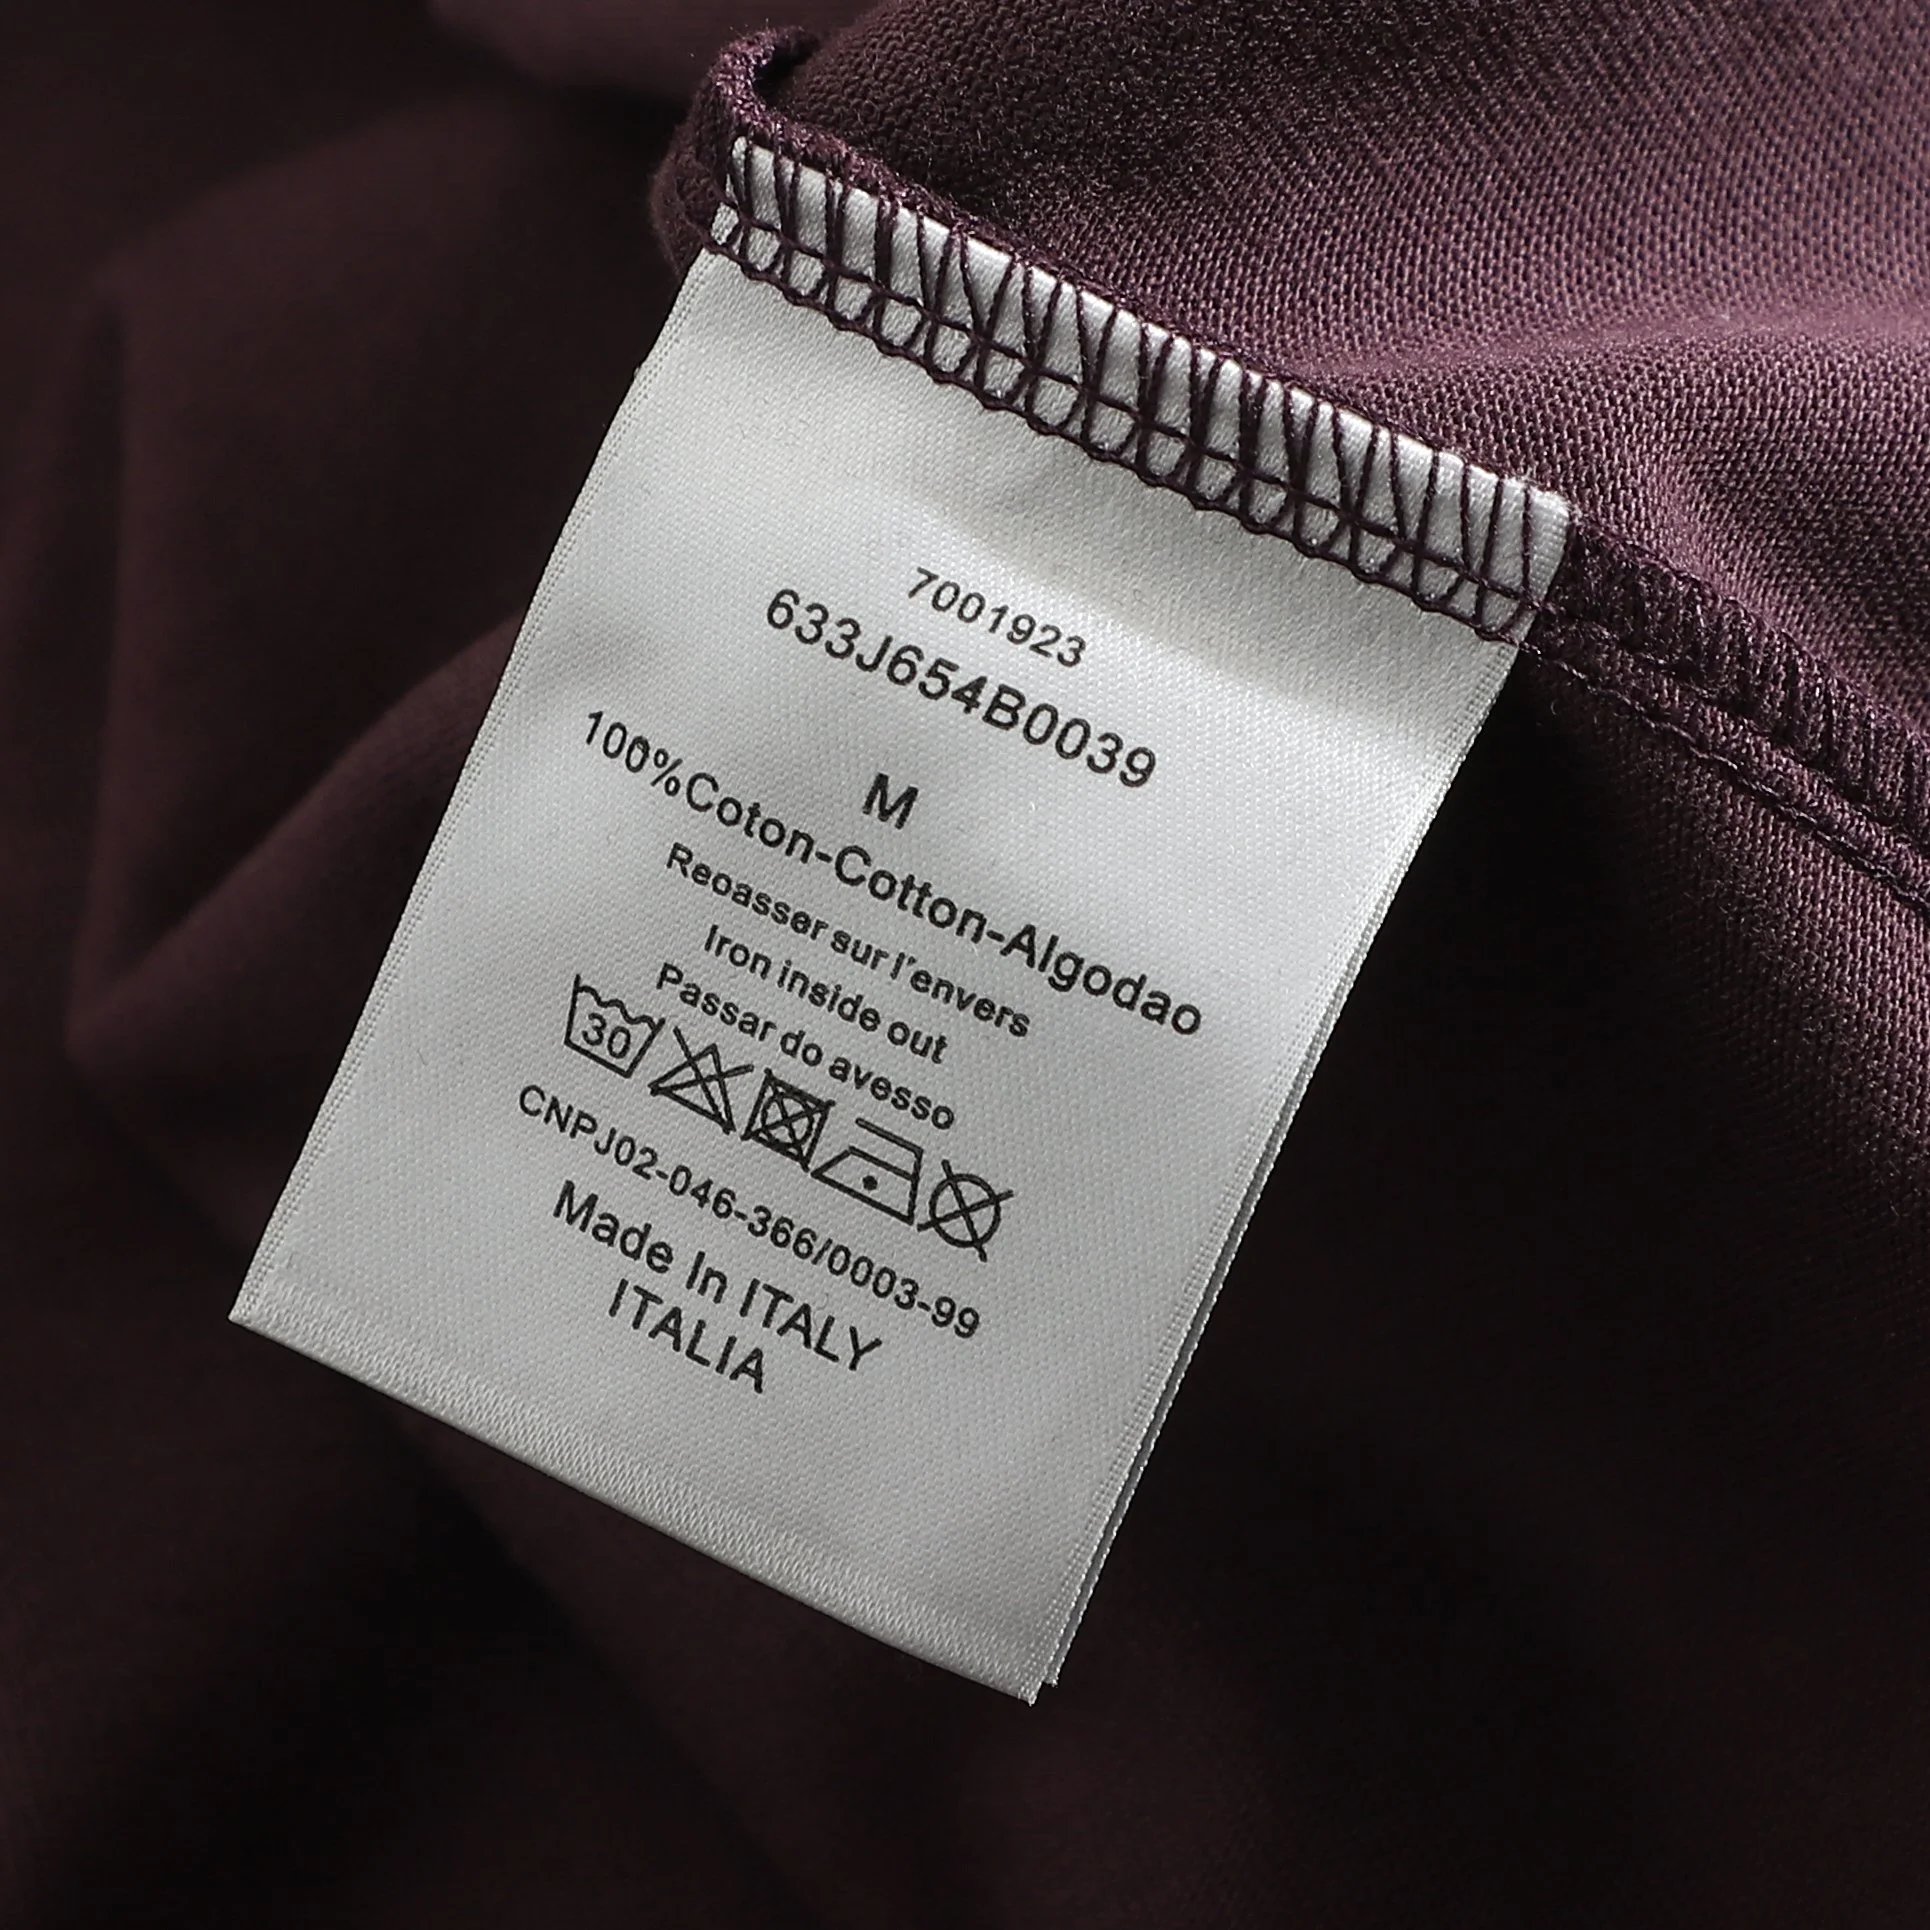 7001923
633J654B0039
M
100%Coton-Cotton-Algodao
Reoasser sur l'envers
Iron inside out
Passar do avesso
30
CNPJ02-046-366/0003-99
Made In ITALY
ITALIA